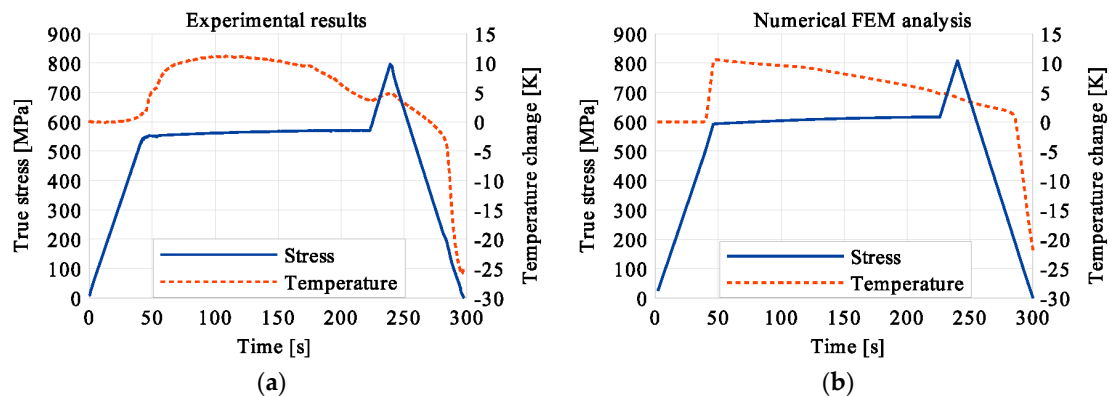 Experimental results
900
800
700
600
500
400
300
200
100
0
True stress [MPa]
15
10
5
0
-5
-10
-15
-20
-25
-30
Temperature change [K]
Stress
Temperature
0 50 100 150 200 250 300
Time [s]
(a)
Numerical FEM analysis
900
800
700
600
500
400
300
200
100
0
True stress [MPa]
15
10
5
0
-5
-10
-15
-20
-25
-30
Temperature change [K]
Stress
Temperature
0 50 100 150 200 250 300
Time [s]
(b)